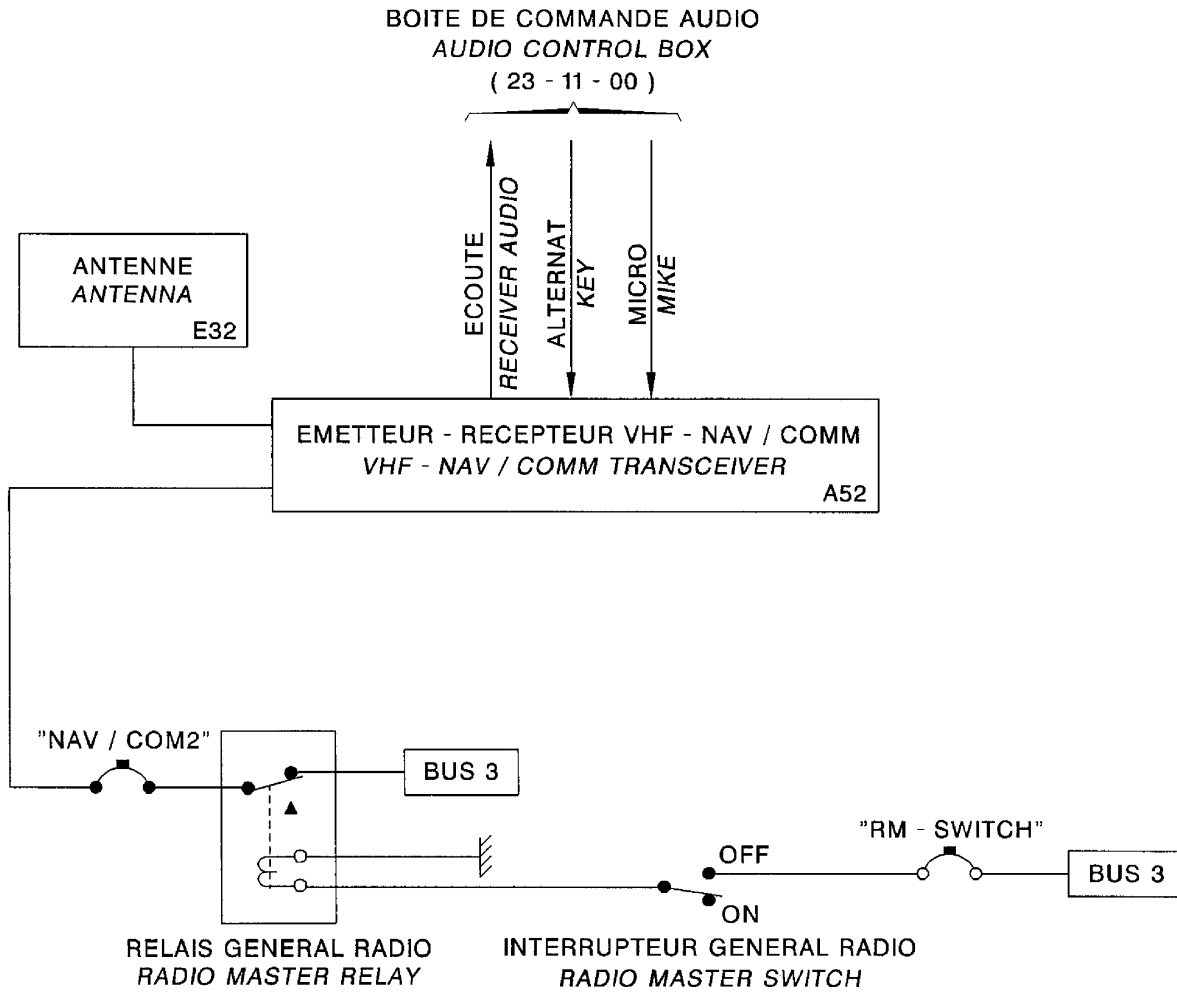 BOITE DE COMMANDE AUDIO
AUDIO CONTROL BOX
( 23 - 11 - 00 )
ANTENNE
ANTENNA
E32
ECOUTE
RECEIVER AUDIO
ALTERNAT
KEY
MICRO
MIKE
EMETTEUR - RECEPTEUR VHF - NAV / COMM
VHF - NAV / COMM TRANSCEIVER
A52
"NAV / COM2"
BUS 3
"RM - SWITCH"
OFF
BUS 3
ON
RELAIS GENERAL RADIO
RADIO MASTER RELAY
INTERRUPTEUR GENERAL RADIO
RADIO MASTER SWITCH